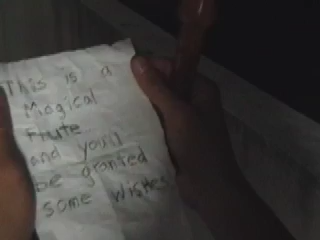 This is a
Magical
Flute
and you'll
be granted
some wishes